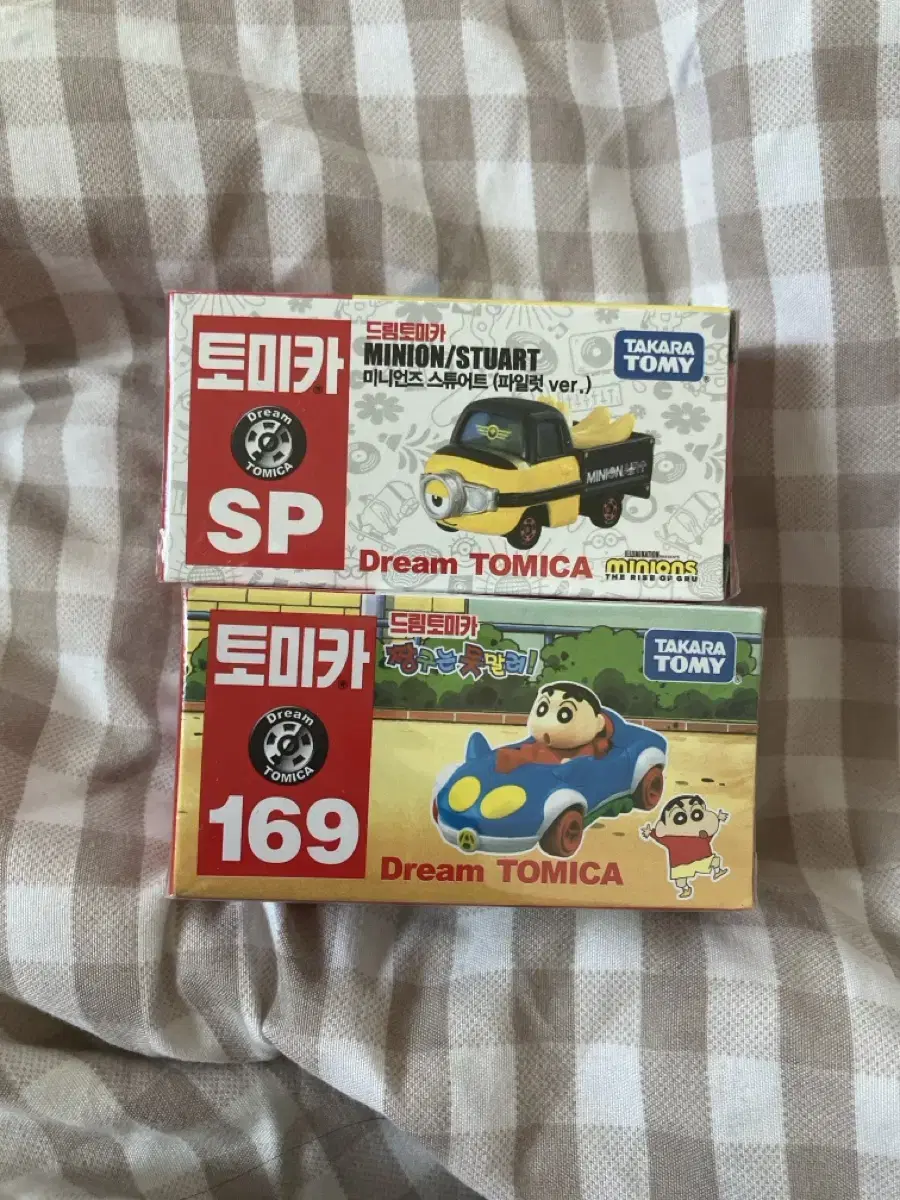 토미카
Dream
TOMICA
SP
드림토미카
MINION/STUART
미니언즈 스튜어트 (파일럿 ver.)
TAKARA
TOMY
Dream TOMICA
ILLUMINATION
minions
THE RISE OF GRU
토미카
Dream
TOMICA
169
드림토미카
짱구는 못말려!
TAKARA
TOMY
Dream TOMICA